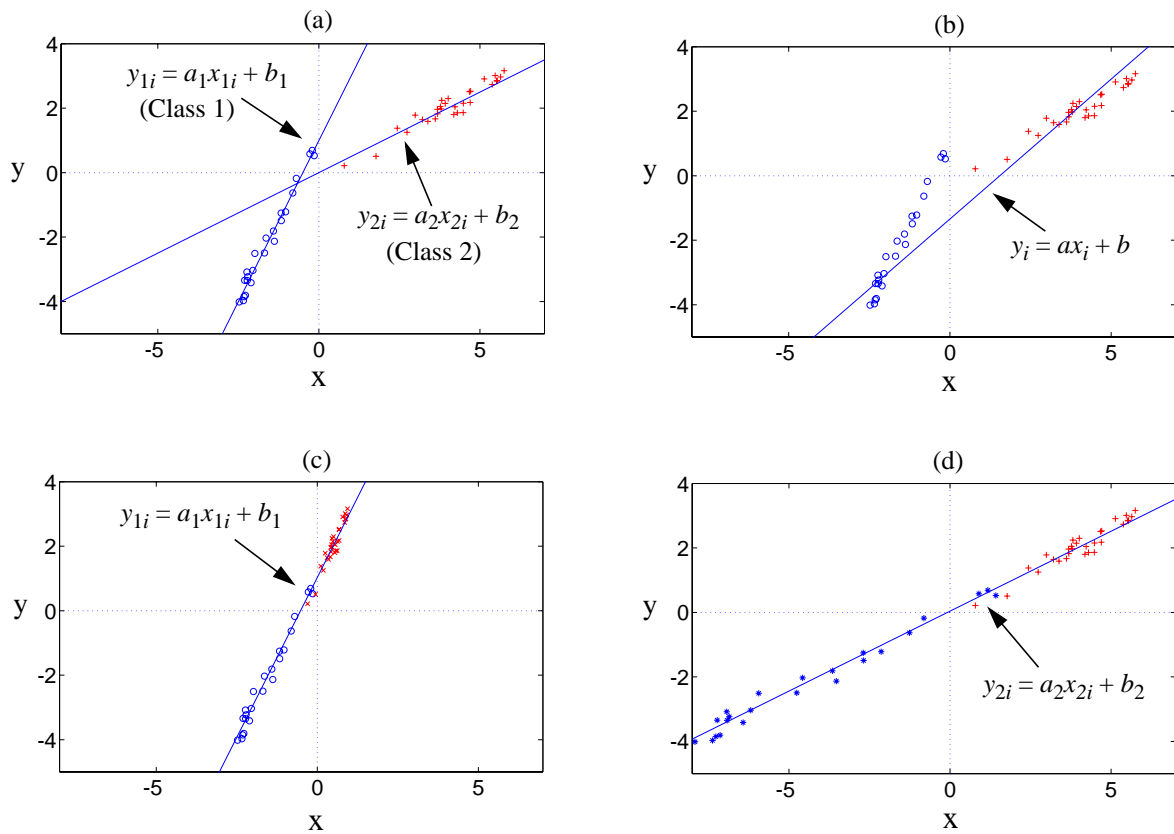 (a)
4
2
0
-2
-4
y
-5
0
5
x
y1i = a1x1i + b1
(Class 1)
y2i = a2x2i + b2
(Class 2)
(b)
4
2
0
-2
-4
y
-5
0
5
x
yi = axi + b
(c)
4
2
0
-2
-4
y
-5
0
5
x
y1i = a1x1i + b1
(d)
4
2
0
-2
-4
y
-5
0
5
x
y2i = a2x2i + b2